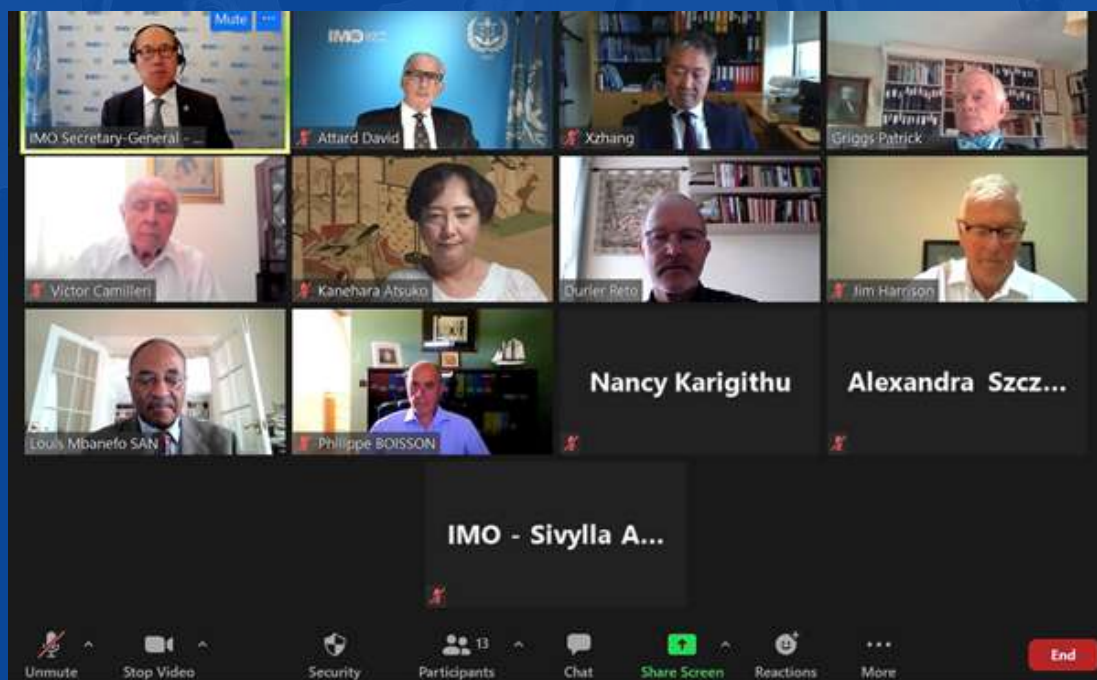 Mute ...
IMO Secretary-General - ...
IMO
Attard David
Xzhang
Griggs Patrick
Victor Camilleri
Kanehara Atsuko
Durler Reto
Jim Harrison
Louis Mbanefo SAN
Philippe BOISSON
Nancy Karigithu
Alexandra Szcz...
IMO - Sivylla A...
Unmute
Stop Video
Security
Participants
13
Chat
Share Screen
Reactions
More
End